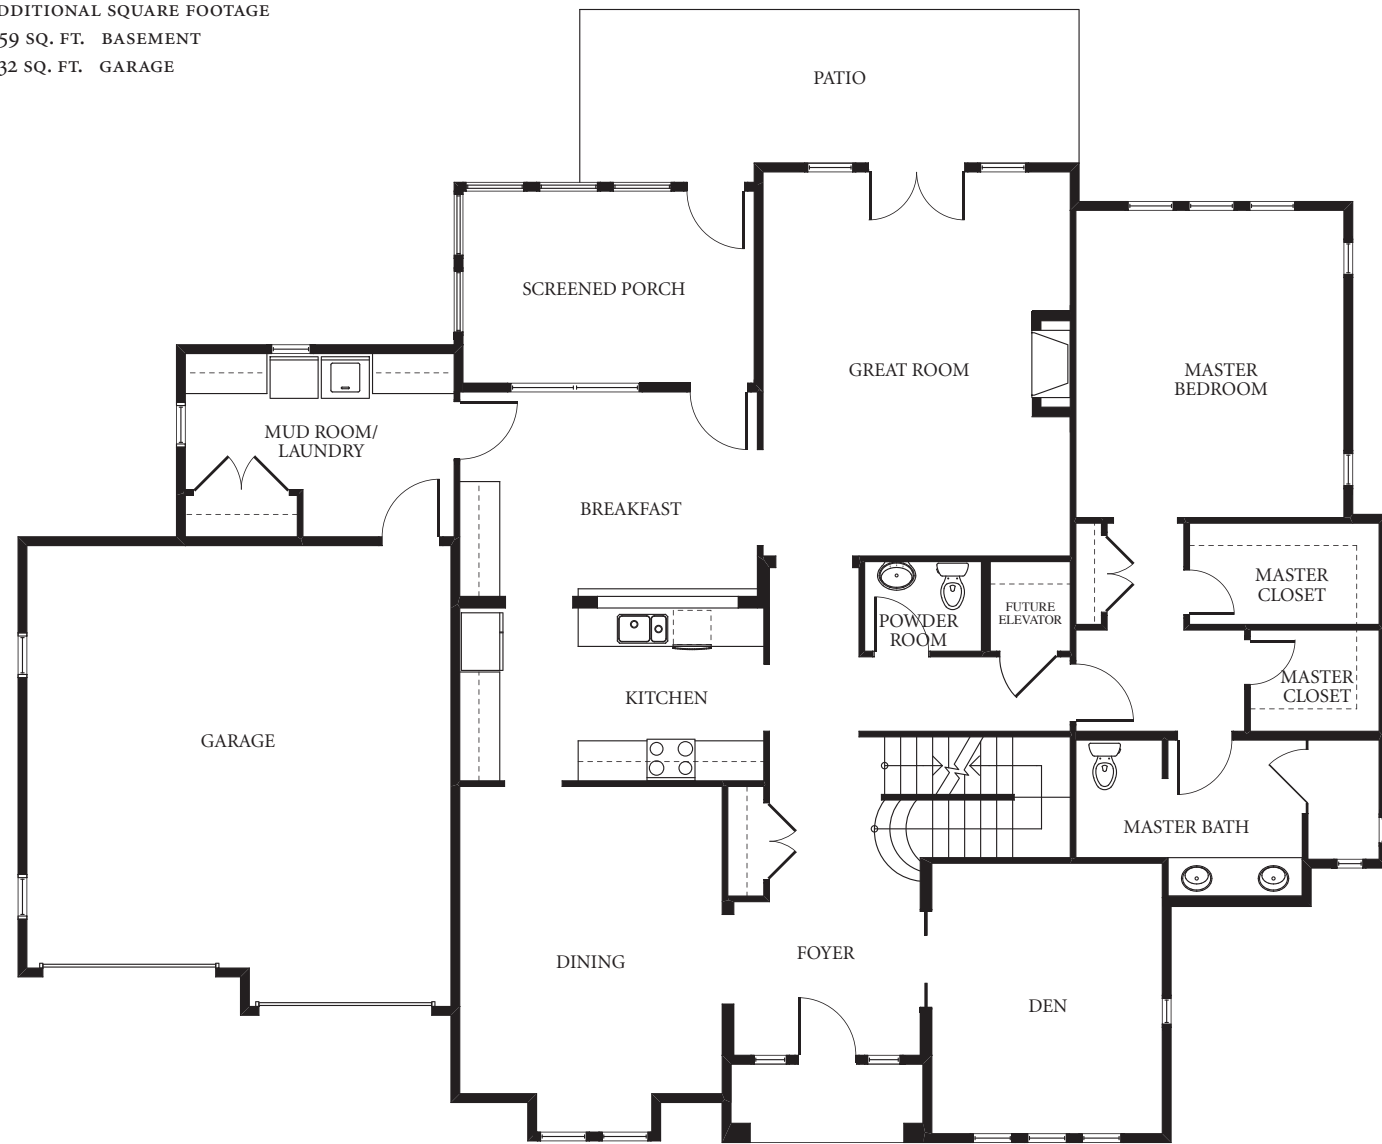 DDITIONAL SQUARE FOOTAGE
59 SQ. FT. BASEMENT
32 SQ. FT. GARAGE
PATIO
SCREENED PORCH
GREAT ROOM
MASTER
BEDROOM
MUD ROOM/
LAUNDRY
BREAKFAST
MASTER
CLOSET
FUTURE
ELEVATOR
POWDER
ROOM
MASTER
CLOSET
KITCHEN
GARAGE
MASTER BATH
DINING
FOYER
DEN